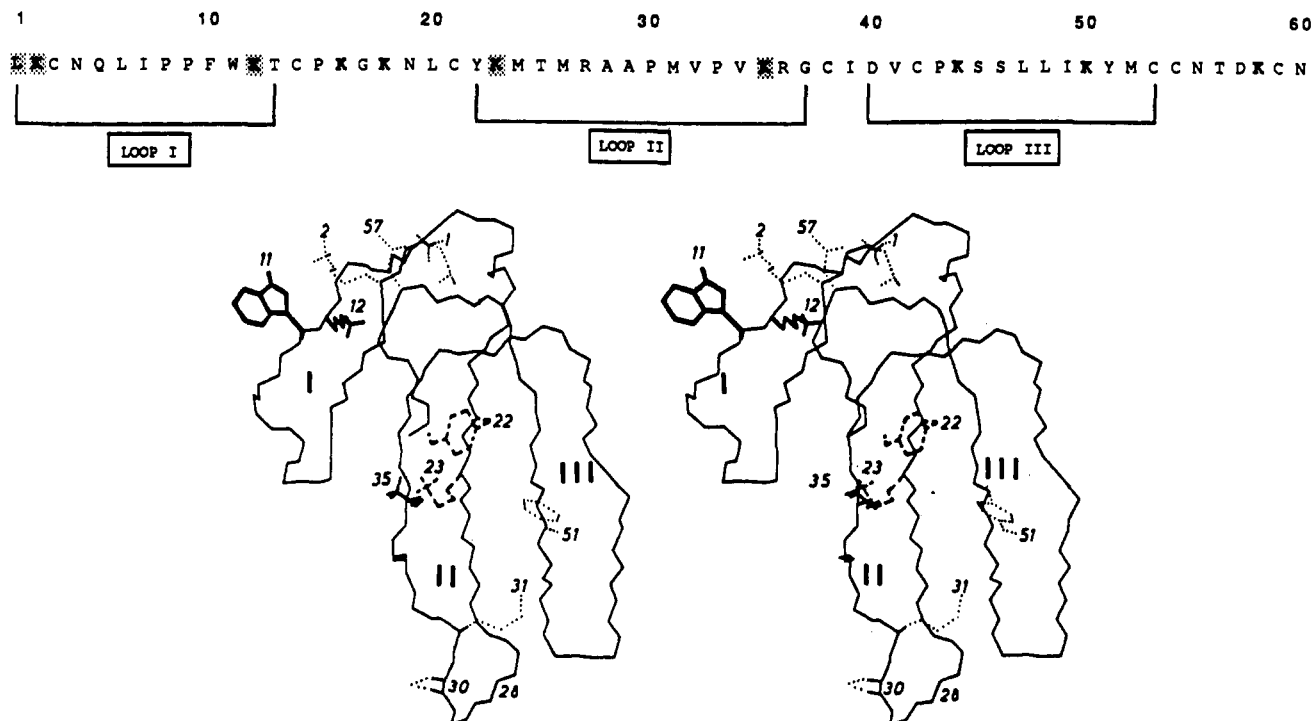 1 10 20 30 40 50 60
L K C N Q L I P P F W K T C P K G K N L C Y K M T M R A A P M V P V K R G C I D V C P K S S L L I K Y M C C N T D K C N
LOOP I LOOP II LOOP III
2 57 1 2 57 1
11 11
12 12
I I
22 22
35 23 III 35 23 III
51 51
II 31 II 31
30 28 30 28